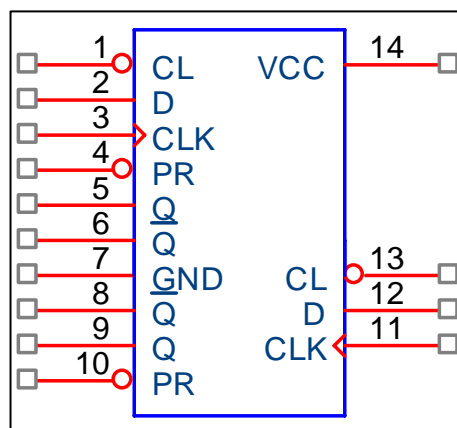 1 CL VCC 14
2 D
3 CLK
4 PR
5 Q
6 Q̅
7 GND CL 13
8 Q̅ D 12
9 Q CLK 11
10 PR